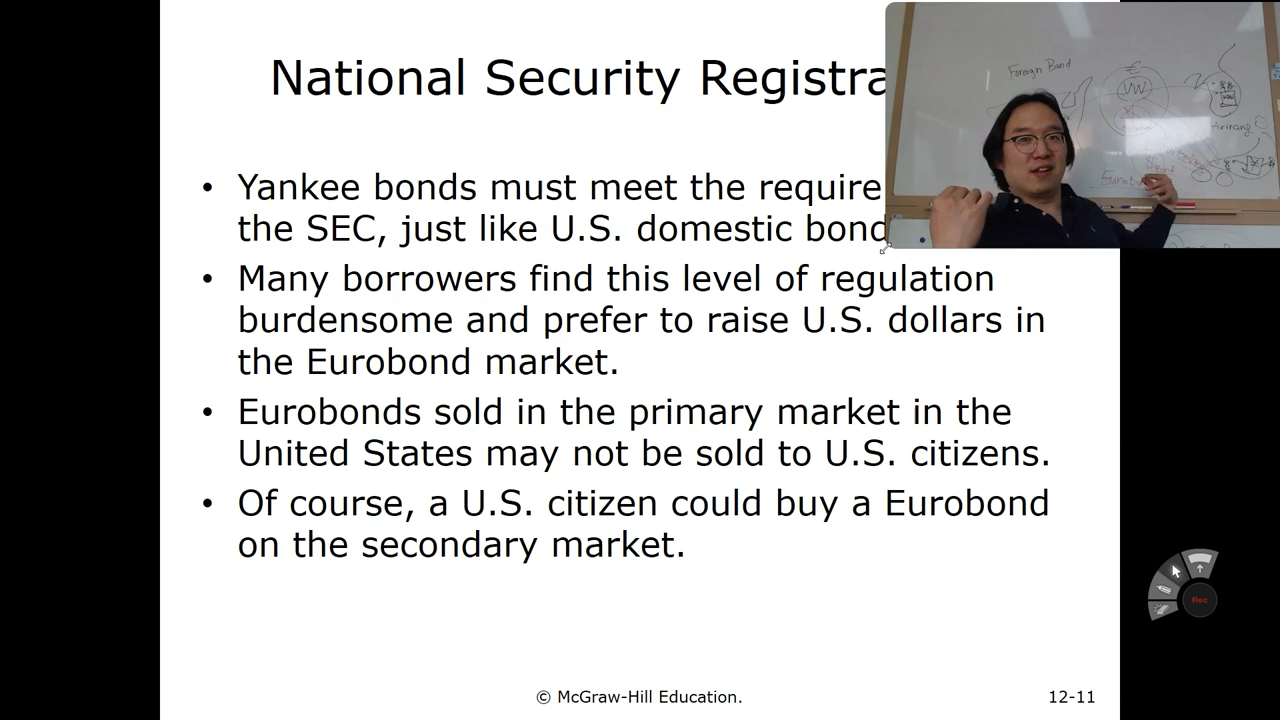 National Security Registra
Yankee bonds must meet the require
the SEC, just like U.S. domestic bond
Many borrowers find this level of regulation
burdensome and prefer to raise U.S. dollars in
the Eurobond market.
Eurobonds sold in the primary market in the
United States may not be sold to U.S. citizens.
Of course, a U.S. citizen could buy a Eurobond
on the secondary market.
© McGraw-Hill Education.
12-11
Foreign Bond
€
VW
Arirang
Rec